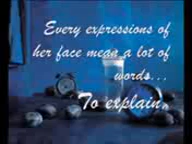 Every expressions of
her face mean a lot of
words...
To explain.